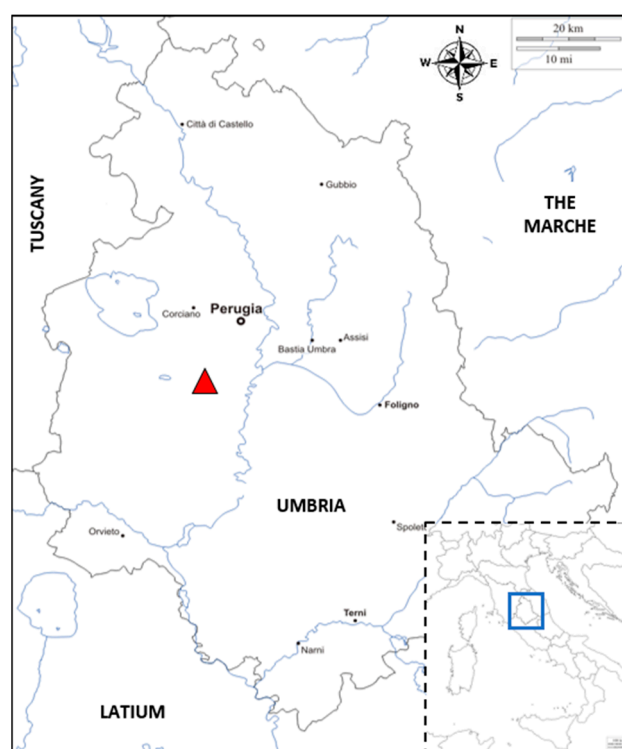 N
W
E
S
20 km
10 mi
Città di Castello
Gubbio
TUSCANY
THE
MARCHE
Corciano
Perugia
Bastia Umbra
Assisi
Foligno
UMBRIA
Orvieto
Spolet
Terni
Narni
LATIUM